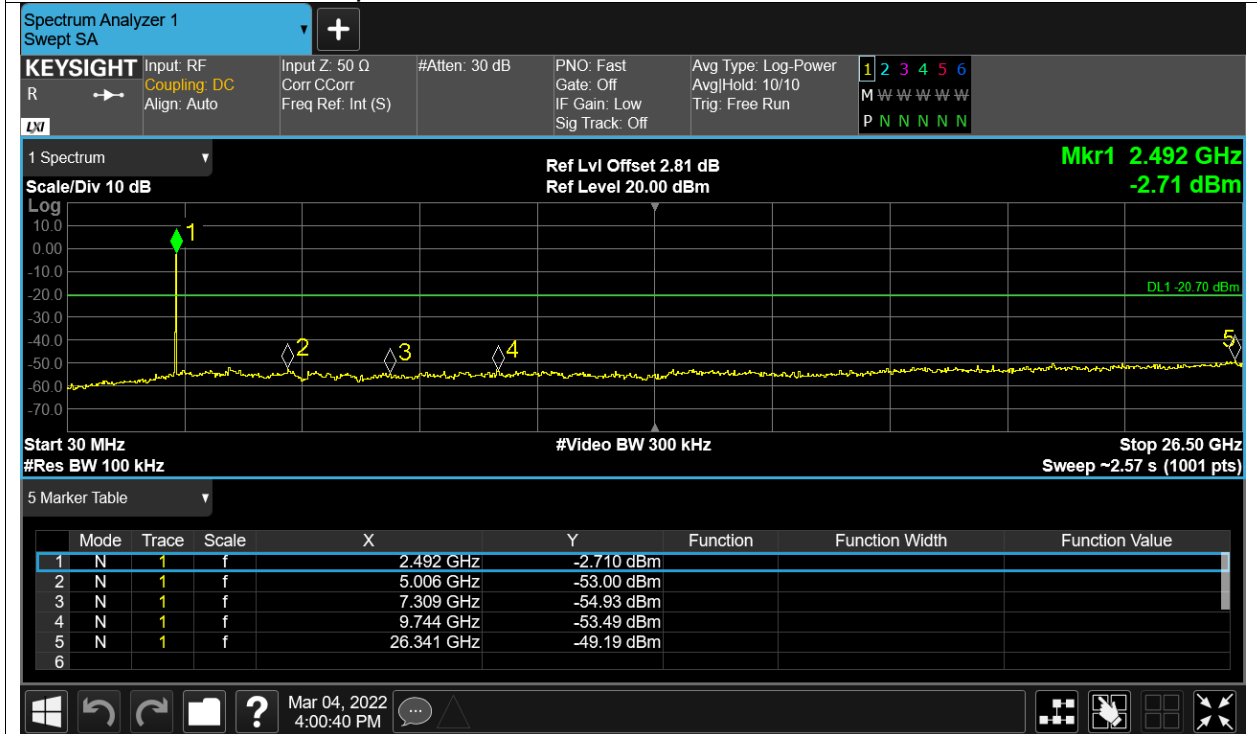 Spectrum Analyzer 1
Swept SA
+
KEYSIGHT
R
LXI
Input: RF
Coupling: DC
Align: Auto
Input Z: 50 Ω
Corr CCorr
Freq Ref: Int (S)
#Atten: 30 dB
PNO: Fast
Gate: Off
IF Gain: Low
Sig Track: Off
Avg Type: Log-Power
Avg|Hold: 10/10
Trig: Free Run
1 2 3 4 5 6
M W W W W W
P N N N N N
1 Spectrum
Scale/Div 10 dB
Ref Lvl Offset 2.81 dB
Ref Level 20.00 dBm
Mkr1 2.492 GHz
-2.71 dBm
Log
10.0
0.00
-10.0
-20.0
-30.0
-40.0
-50.0
-60.0
-70.0
1
2
3
4
5
DL1 -20.70 dBm
Start 30 MHz
#Video BW 300 kHz
Stop 26.50 GHz
#Res BW 100 kHz
Sweep ~2.57 s (1001 pts)
5 Marker Table
Mode Trace Scale X Y Function Function Width Function Value
1 N 1 f 2.492 GHz -2.710 dBm
2 N 1 f 5.006 GHz -53.00 dBm
3 N 1 f 7.309 GHz -54.93 dBm
4 N 1 f 9.744 GHz -53.49 dBm
5 N 1 f 26.341 GHz -49.19 dBm
6
?
Mar 04, 2022
4:00:40 PM